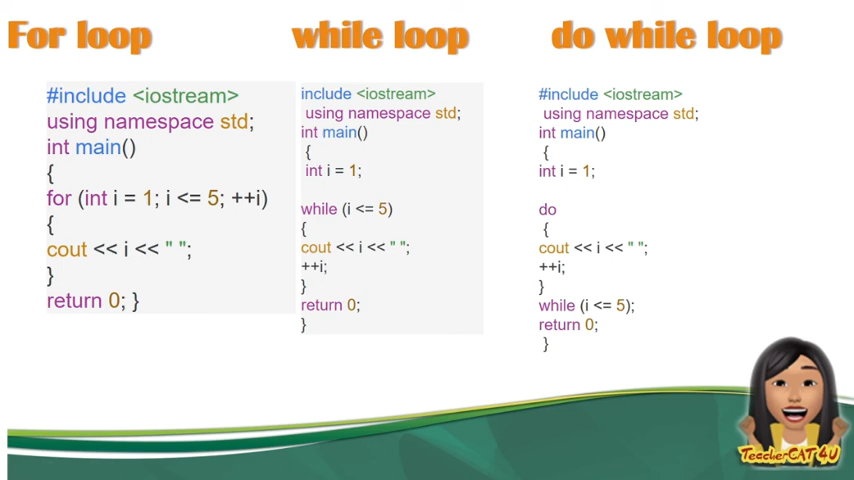 For loop
#include <iostream>
using namespace std;
int main()
{
for (int i = 1; i <= 5; ++i)
{
cout << i << " ";
}
return 0; }
while loop
include <iostream>
using namespace std;
int main()
{
int i = 1;
while (i <= 5)
{
cout << i << " ";
++i;
}
return 0;
}
do while loop
#include <iostream>
using namespace std;
int main()
{
int i = 1;
do
{
cout << i << " ";
++i;
}
while (i <= 5);
return 0;
}
TeacherCAT4U